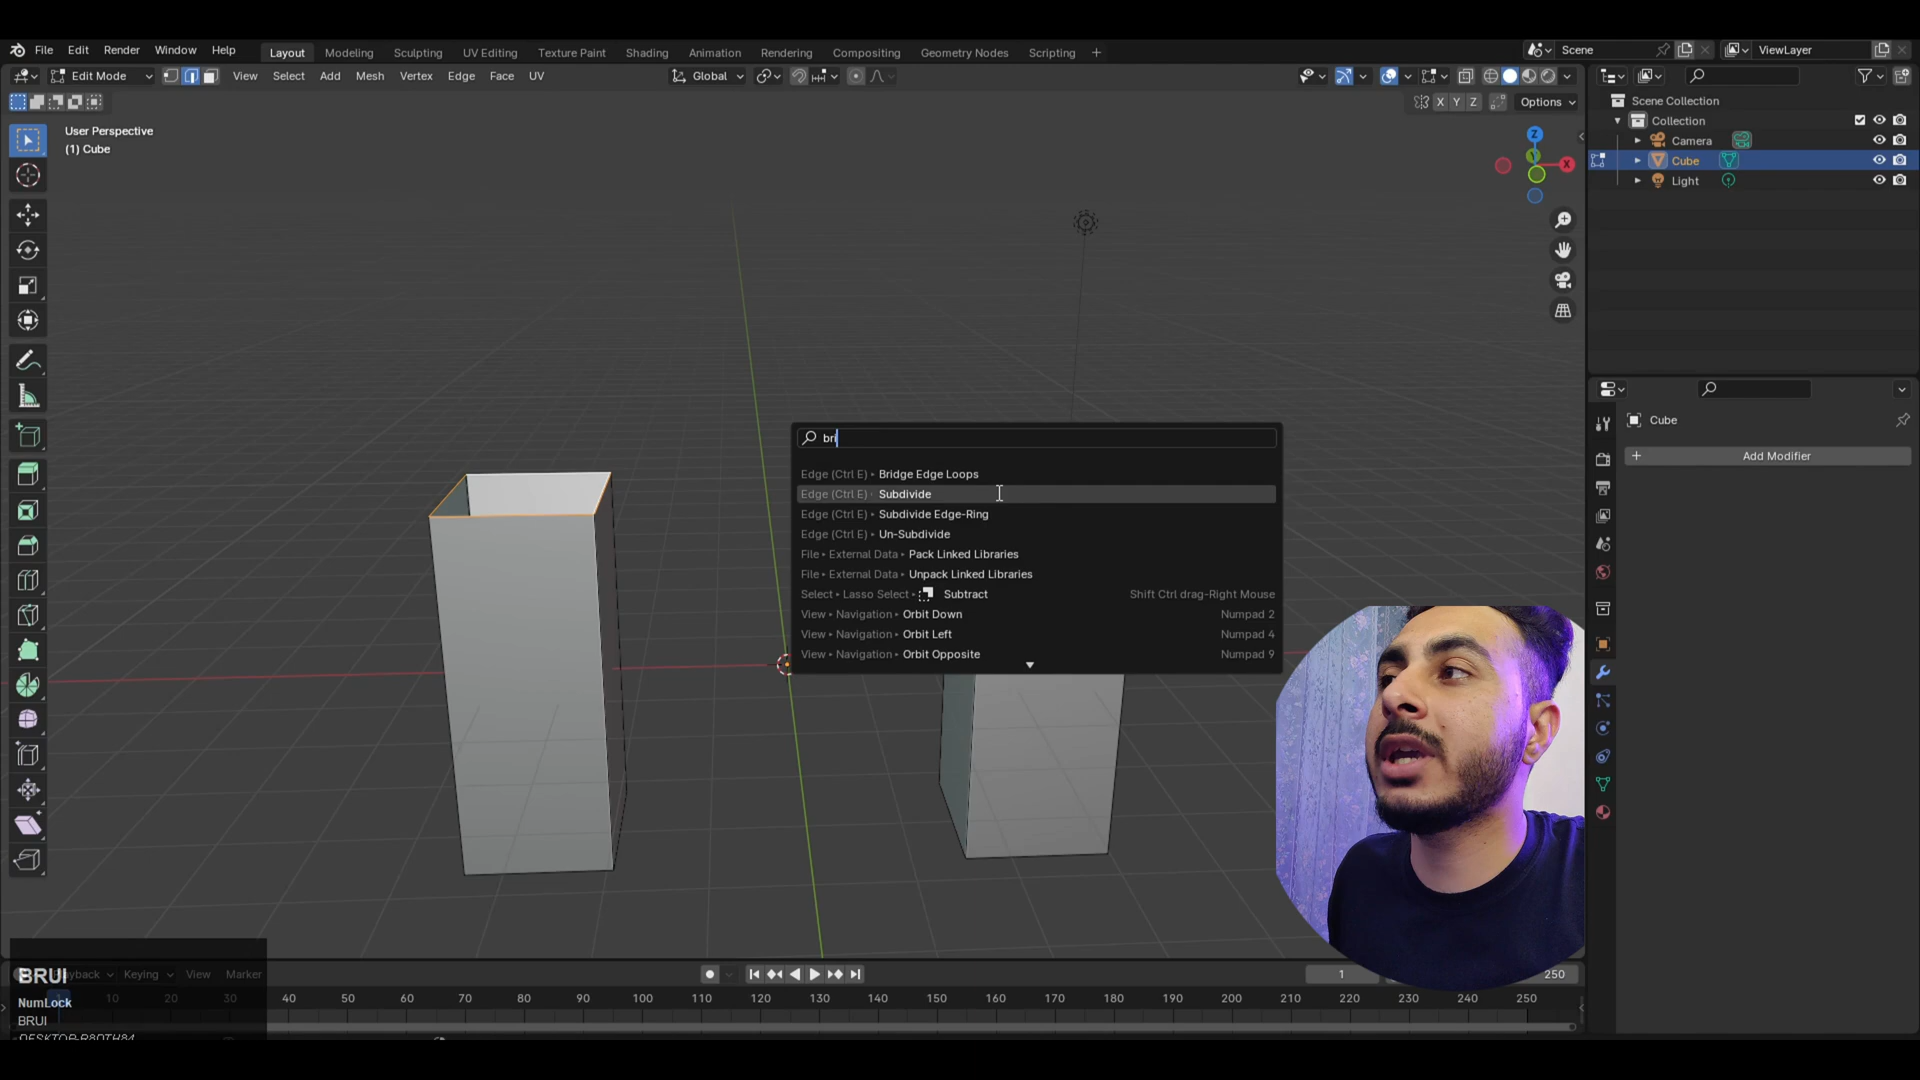 File Edit Render Window Help Layout Modeling Sculpting UV Editing Texture Paint Shading Animation Rendering Compositing Geometry Nodes Scripting + Scene ViewLayer
Edit Mode View Select Add Mesh Vertex Edge Face UV Global
X Y Z Options
User Perspective
(1) Cube
Z
X
Scene Collection
Collection
Camera
Cube
Light
Cube
+ Add Modifier
bri
Edge (Ctrl E) Bridge Edge Loops
Edge (Ctrl E) Subdivide
Edge (Ctrl E) Subdivide Edge-Ring
Edge (Ctrl E) Un-Subdivide
File External Data Pack Linked Libraries
File External Data Unpack Linked Libraries
Select Lasso Select Subtract Shift Ctrl drag-Right Mouse
View Navigation Orbit Down Numpad 2
View Navigation Orbit Left Numpad 4
View Navigation Orbit Opposite Numpad 9
Keying View Marker 1 250
BRUI
10 20 30 40 50 60 70 80 90 100 110 120 130 140 150 160 170 180 190 200 210 220 230 240 250
NumLock
BRUI